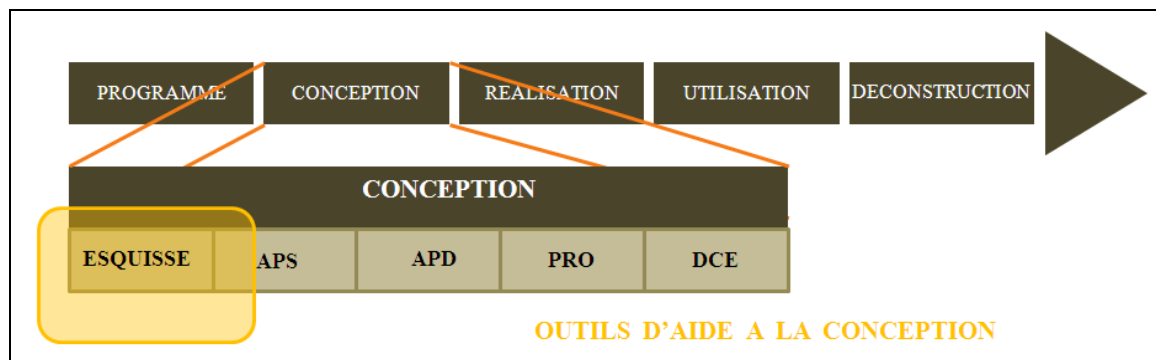 PROGRAMME CONCEPTION REALISATION UTILISATION DECONSTRUCTION
CONCEPTION
ESQUISSE APS APD PRO DCE
OUTILS D'AIDE A LA CONCEPTION